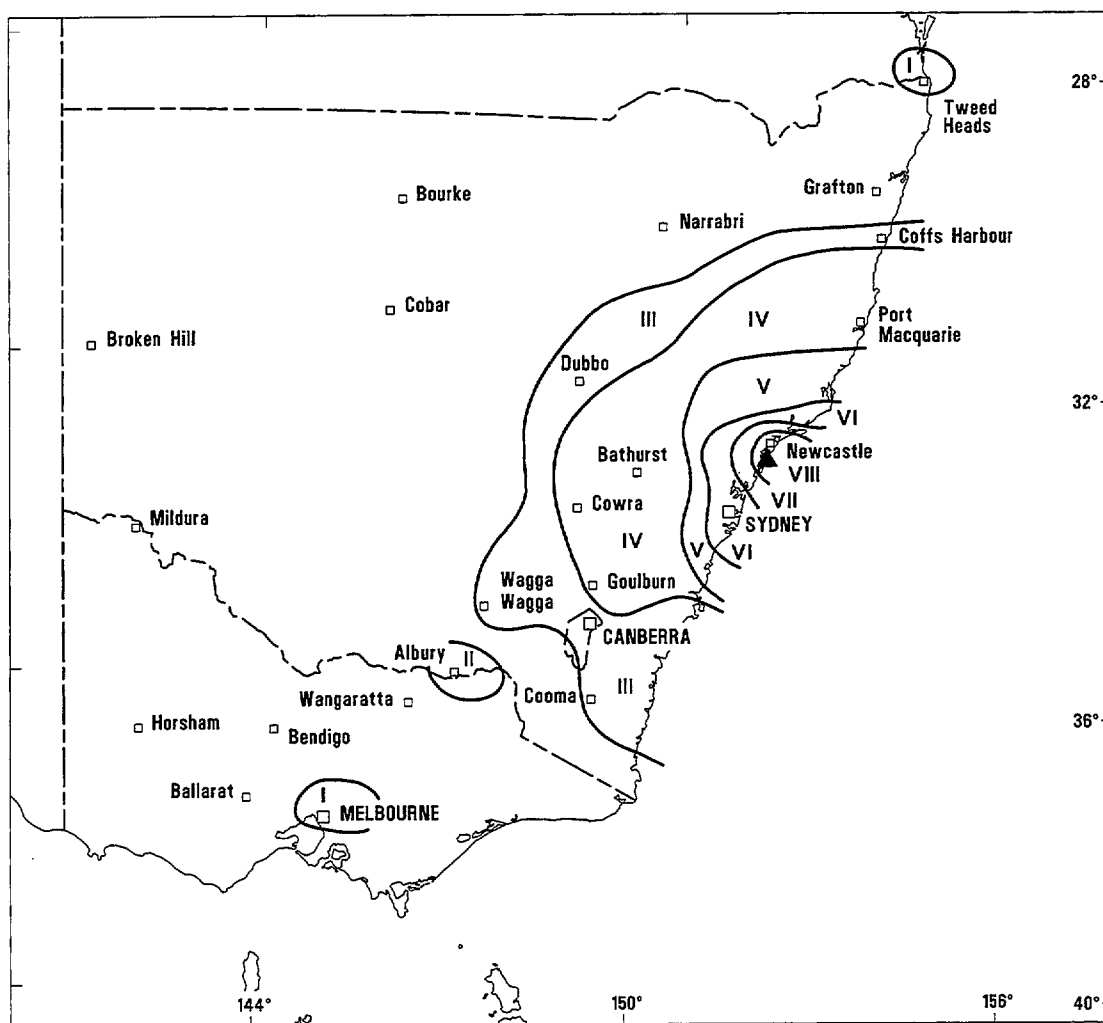 I
28°
Tweed
Heads
Bourke
Grafton
Narrabri
Coffs Harbour
Cobar
III
IV
Port
Macquarie
Broken Hill
Dubbo
V
32°
VI
Newcastle
Bathurst
VIII
VII
Cowra
SYDNEY
Mildura
IV
V
VI
Wagga
Wagga
Goulburn
CANBERRA
Albury
II
III
Wangaratta
Cooma
Horsham
Bendigo
36°
Ballarat
I
MELBOURNE
144°
150°
156°
40°